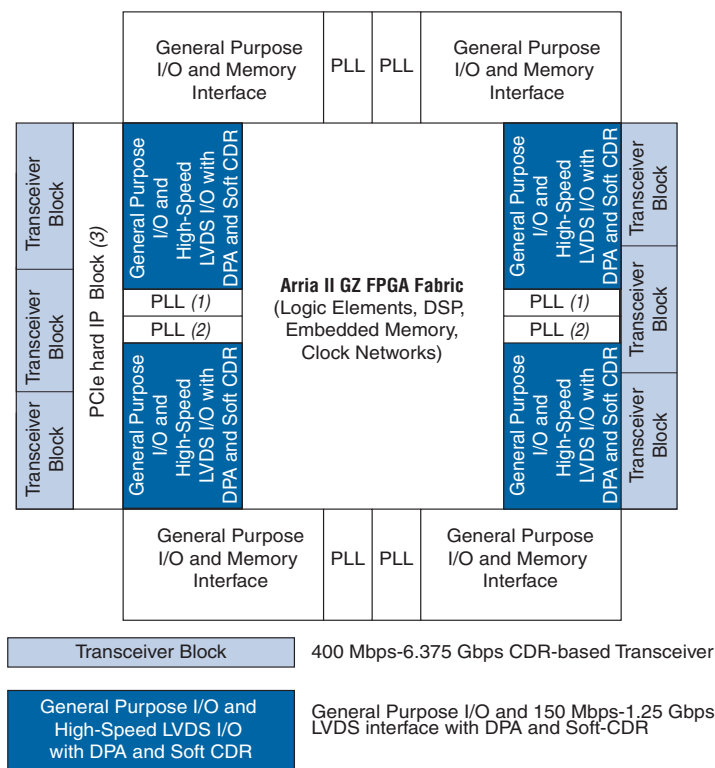 General Purpose
I/O and Memory
Interface
PLL
PLL
General Purpose
I/O and Memory
Interface
Transceiver
Block
Transceiver
Block
Transceiver
Block
PCIe hard IP Block (3)
General Purpose
I/O and
High-Speed
LVDS I/O with
DPA and Soft CDR
PLL (1)
PLL (2)
General Purpose
I/O and
High-Speed
LVDS I/O with
DPA and Soft CDR
Arria II GZ FPGA Fabric
(Logic Elements, DSP,
Embedded Memory,
Clock Networks)
General Purpose
I/O and
High-Speed
LVDS I/O with
DPA and Soft CDR
PLL (1)
PLL (2)
General Purpose
I/O and
High-Speed
LVDS I/O with
DPA and Soft CDR
Transceiver
Block
Transceiver
Block
Transceiver
Block
General Purpose
I/O and Memory
Interface
PLL
PLL
General Purpose
I/O and Memory
Interface
Transceiver Block
400 Mbps-6.375 Gbps CDR-based Transceiver
General Purpose I/O and
High-Speed LVDS I/O
with DPA and Soft CDR
General Purpose I/O and 150 Mbps-1.25 Gbps
LVDS interface with DPA and Soft-CDR